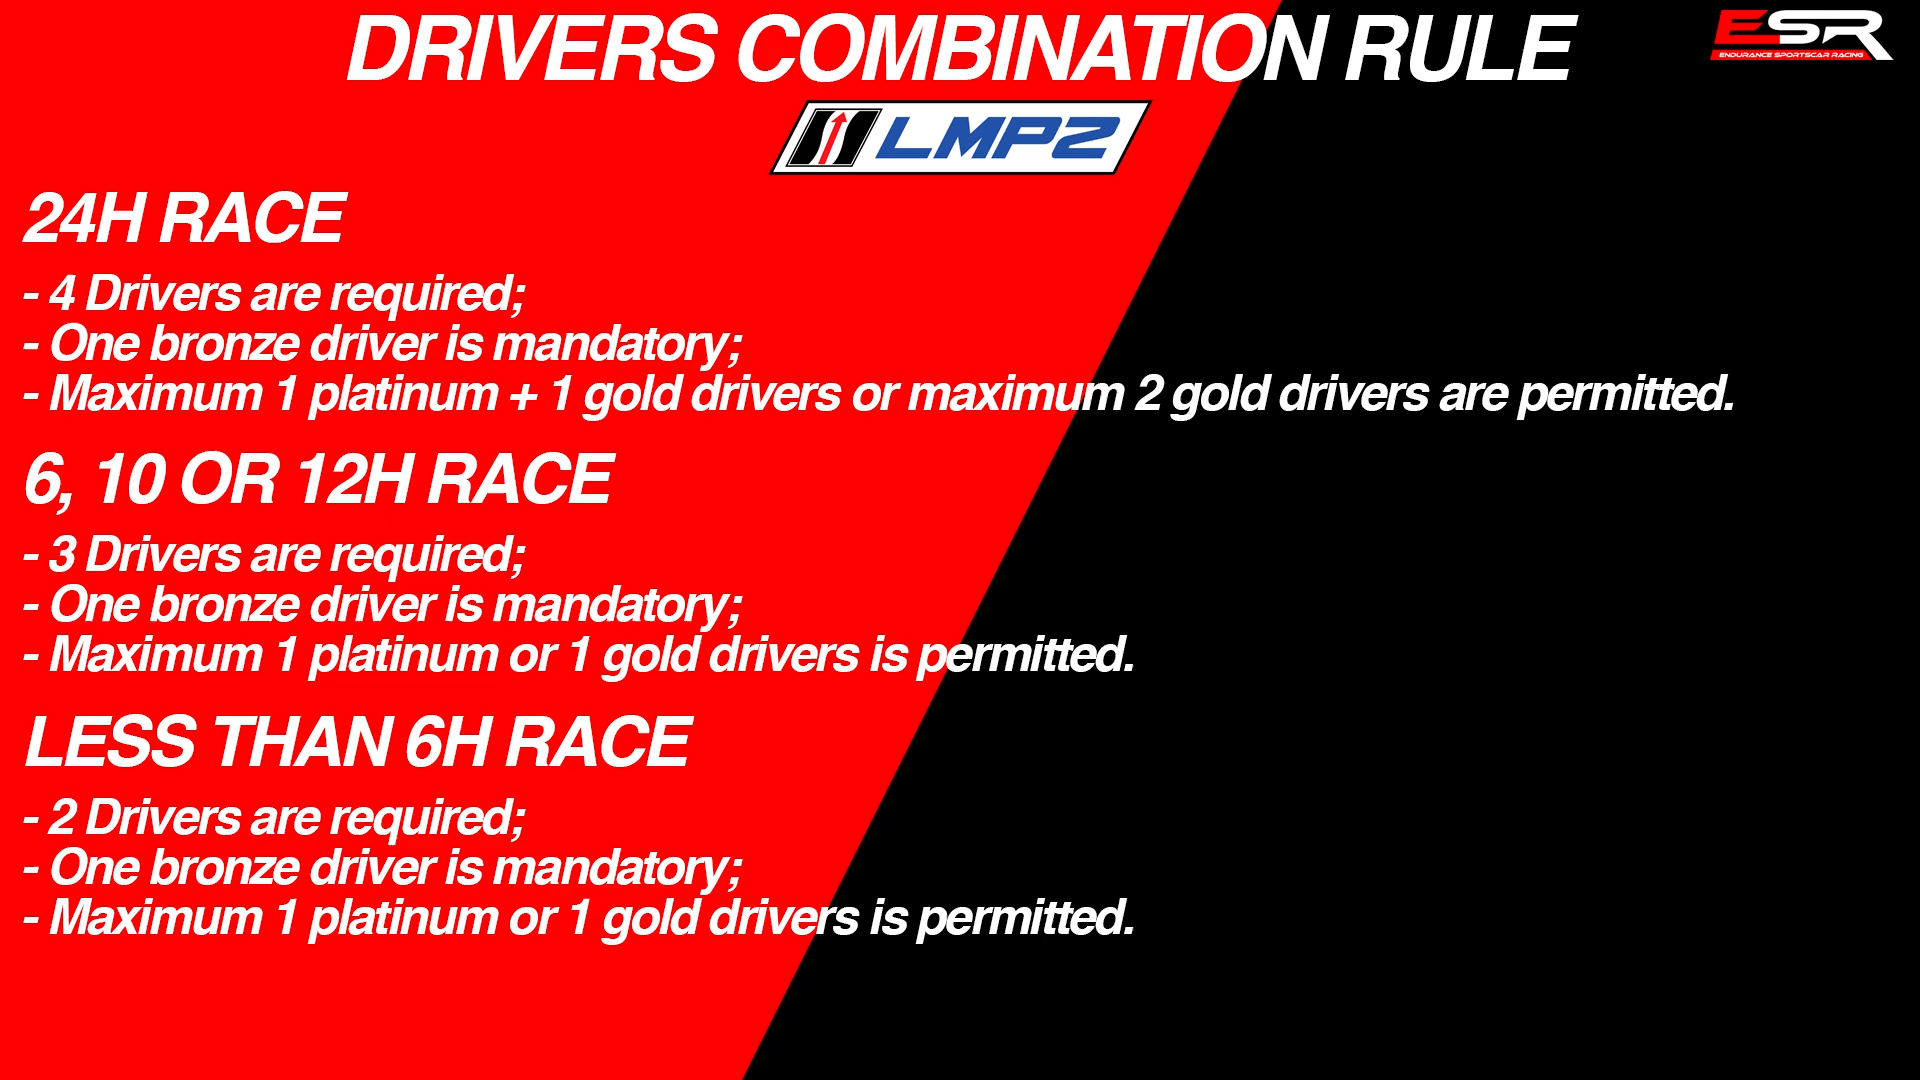 DRIVERS COMBINATION RULE
ESR
ENDURANCE SPORTSCAR RACING
LMP2
24H RACE
- 4 Drivers are required;
- One bronze driver is mandatory;
- Maximum 1 platinum + 1 gold drivers or maximum 2 gold drivers are permitted.
6, 10 OR 12H RACE
- 3 Drivers are required;
- One bronze driver is mandatory;
- Maximum 1 platinum or 1 gold drivers is permitted.
LESS THAN 6H RACE
- 2 Drivers are required;
- One bronze driver is mandatory;
- Maximum 1 platinum or 1 gold drivers is permitted.